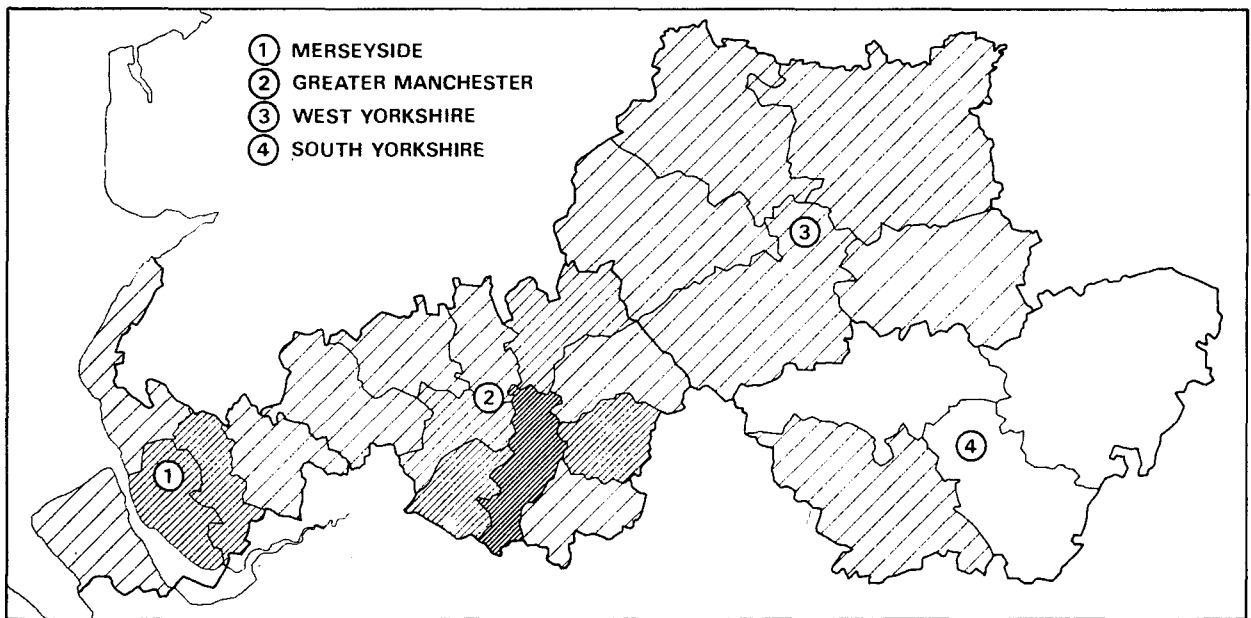 1 MERSEYSIDE
2 GREATER MANCHESTER
3 WEST YORKSHIRE
4 SOUTH YORKSHIRE
3
2
4
1